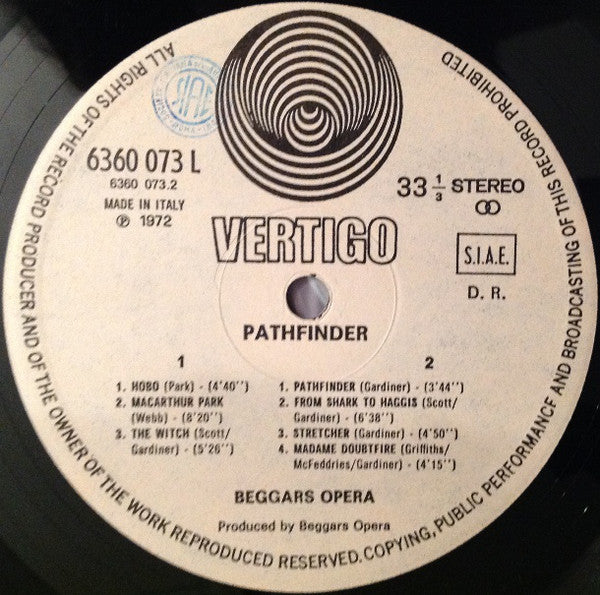 ALL RIGHTS OF THE RECORD PRODUCER AND OF THE OWNER OF THE WORK REPRODUCED RESERVED. COPYING, PUBLIC PERFORMANCE AND BROADCASTING OF THIS RECORD PROHIBITED
SIAE
6360 073 L
6360 073.2
MADE IN ITALY
℗ 1972
33 1/3 STEREO
VERTIGO
S.I.A.E.
D. R.
PATHFINDER
1
1. HOBO (Park) - (4'40'')
2. MACARTHUR PARK
(Webb) - (8'20'')
3. THE WITCH (Scott/
Gardiner) - (5'26'')
2
1. PATHFINDER (Gardiner) - (3'44'')
2. FROM SHARK TO HAGGIS (Scott/
Gardiner) - (6'38'')
3. STRETCHER (Gardiner) - (4'50'')
4. MADAME DOUBTFIRE (Griffiths/
McFeddries/Gardiner) - (4'15'')
BEGGARS OPERA
Produced by Beggars Opera